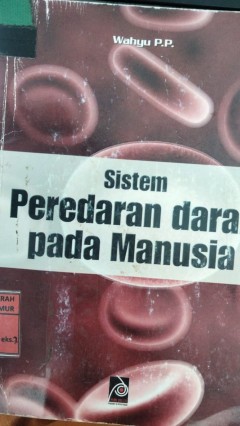 Wahyu P.P.
Sistem
Peredaran dara
pada Manusia
RAH
MUR
eks 3